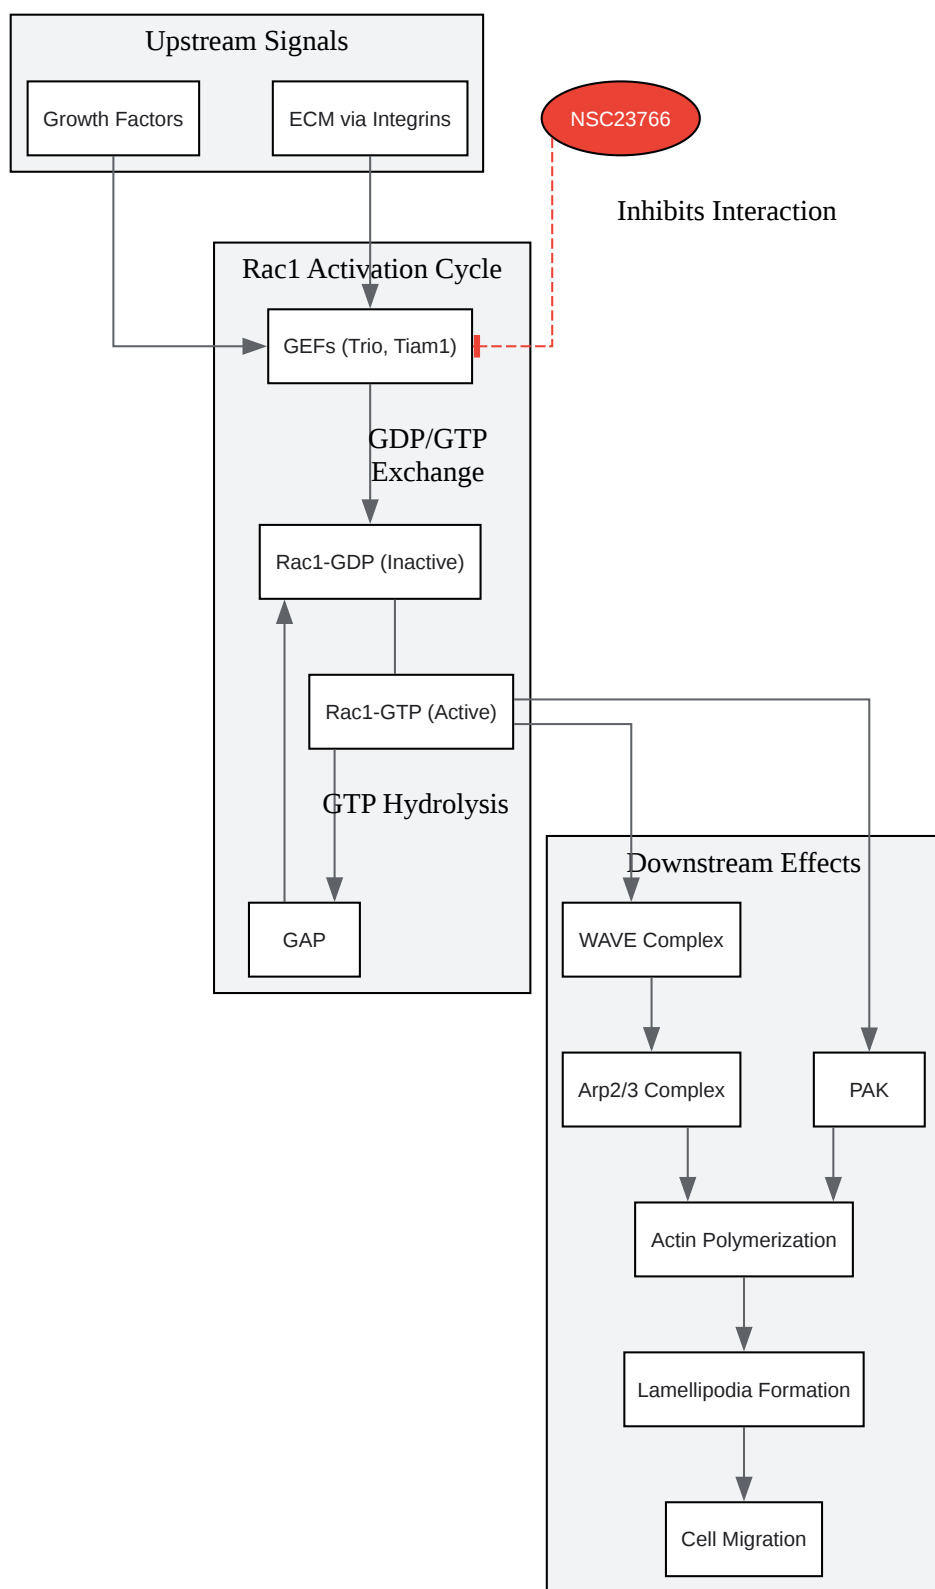 Upstream Signals
Growth Factors
ECM via Integrins
NSC23766
Inhibits Interaction
Rac1 Activation Cycle
GEFs (Trio, Tiam1)
GDP/GTP
Exchange
Rac1-GDP (Inactive)
Rac1-GTP (Active)
GTP Hydrolysis
GAP
Downstream Effects
WAVE Complex
Arp2/3 Complex
PAK
Actin Polymerization
Lamellipodia Formation
Cell Migration